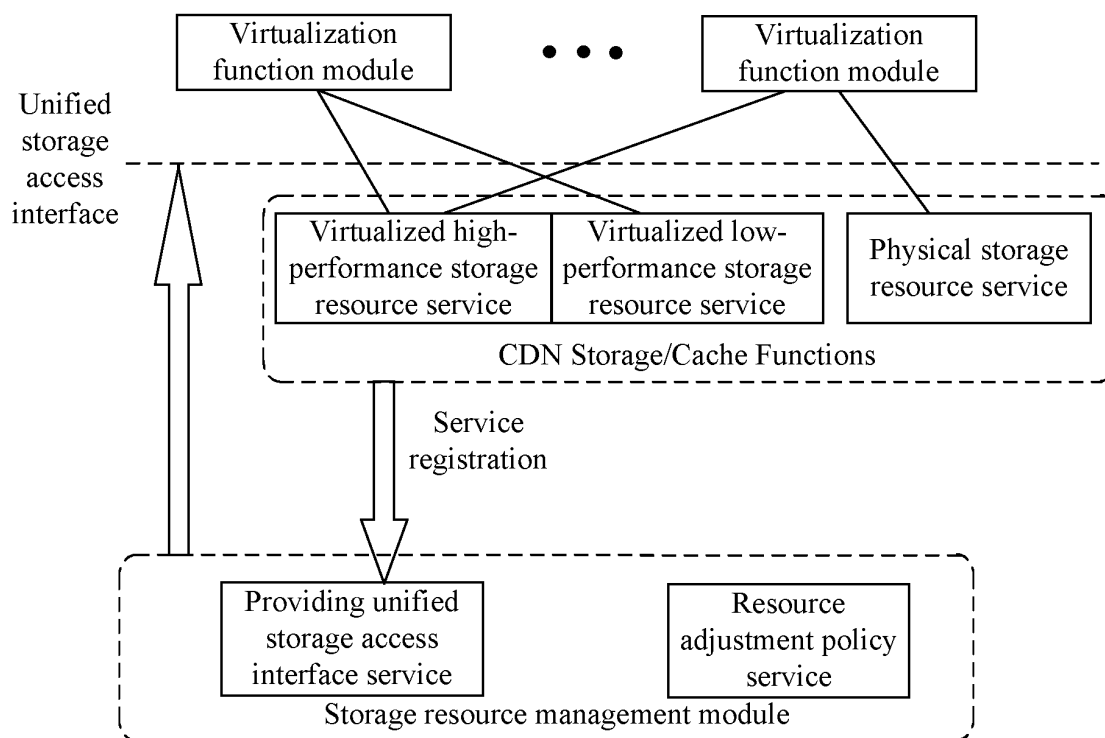 Virtualization
function module
Virtualization
function module
Unified
storage
access
interface
Virtualized high-
performance storage
resource service
Virtualized low-
performance storage
resource service
Physical storage
resource service
CDN Storage/Cache Functions
Service
registration
Providing unified
storage access
interface service
Resource
adjustment policy
service
Storage resource management module